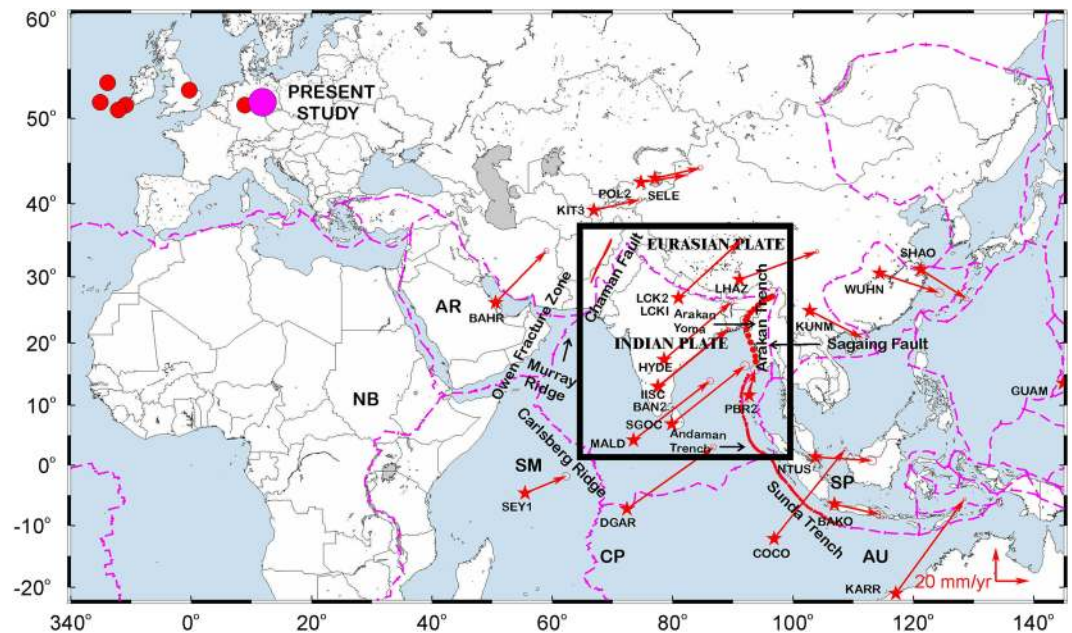 60°
50°
40°
30°
20°
10°
0°
-10°
-20°
PRESENT
STUDY
POL2
SELE
KIT3
EURASIAN PLATE
SHAO
WUHN
LHAZ
Chaman Fault
LCK2
LCKI
Arakan
Yoma
Arakan Trench
KUNM
AR
BAHR
Owen Fracture Zone
INDIAN PLATE
Sagaing Fault
Murray
Ridge
HYDE
IISC
BAN2
PBR2
GUAM
NB
SGOC
MALD
Andaman
Trench
Carlsberg Ridge
SM
NTUS
SP
SEY1
Sunda Trench
BAKO
DGAR
CP
COCO
AU
KARR
20 mm/yr
340° 0° 20° 40° 60° 80° 100° 120° 140°